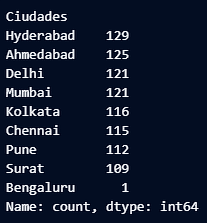 Ciudades
Hyderabad    129
Ahmedabad    125
Delhi        121
Mumbai       121
Kolkata      116
Chennai      115
Pune         112
Surat        109
Bengaluru      1
Name: count, dtype: int64